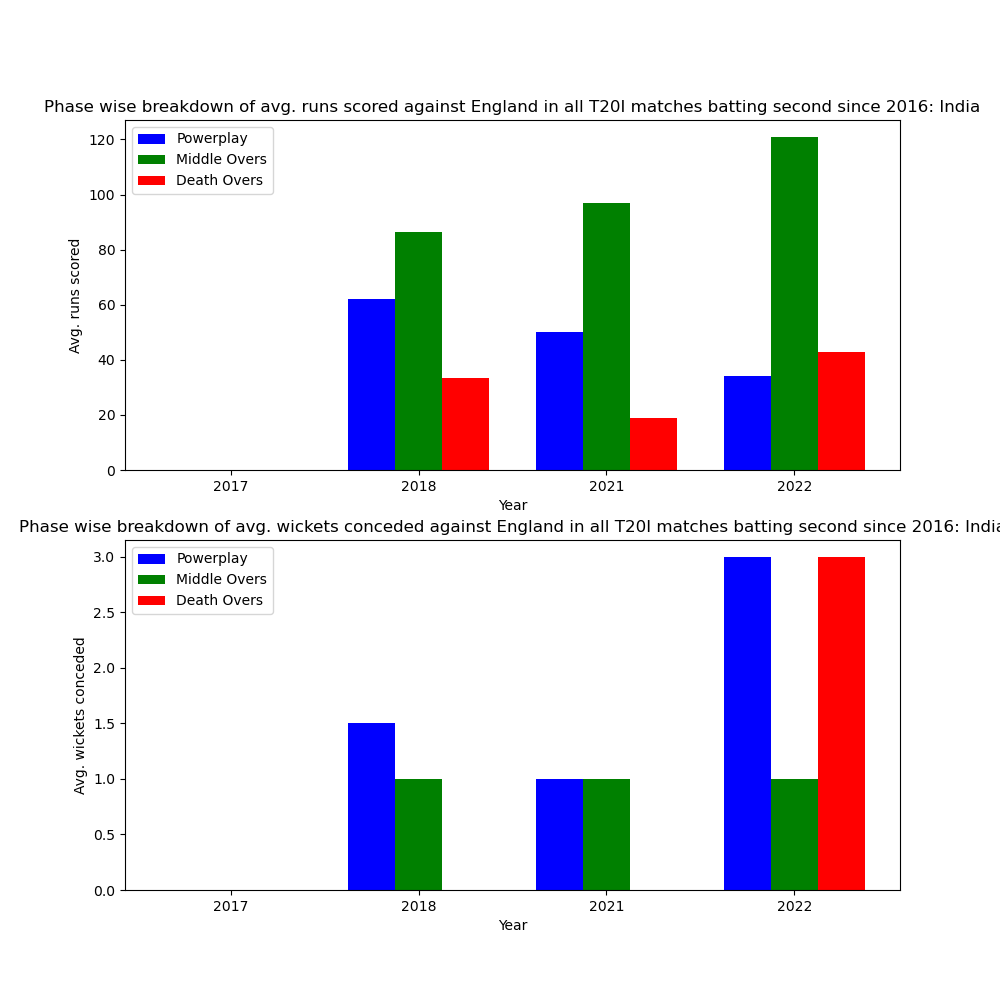 Phase wise breakdown of avg. runs scored against England in all T20I matches batting second since 2016: India
Powerplay
Middle Overs
Death Overs
Avg. runs scored
120
100
80
60
40
20
0
2017 2018 2021 2022
Year
Phase wise breakdown of avg. wickets conceded against England in all T20I matches batting second since 2016: India
Powerplay
Middle Overs
Death Overs
Avg. wickets conceded
3.0
2.5
2.0
1.5
1.0
0.5
0.0
2017 2018 2021 2022
Year